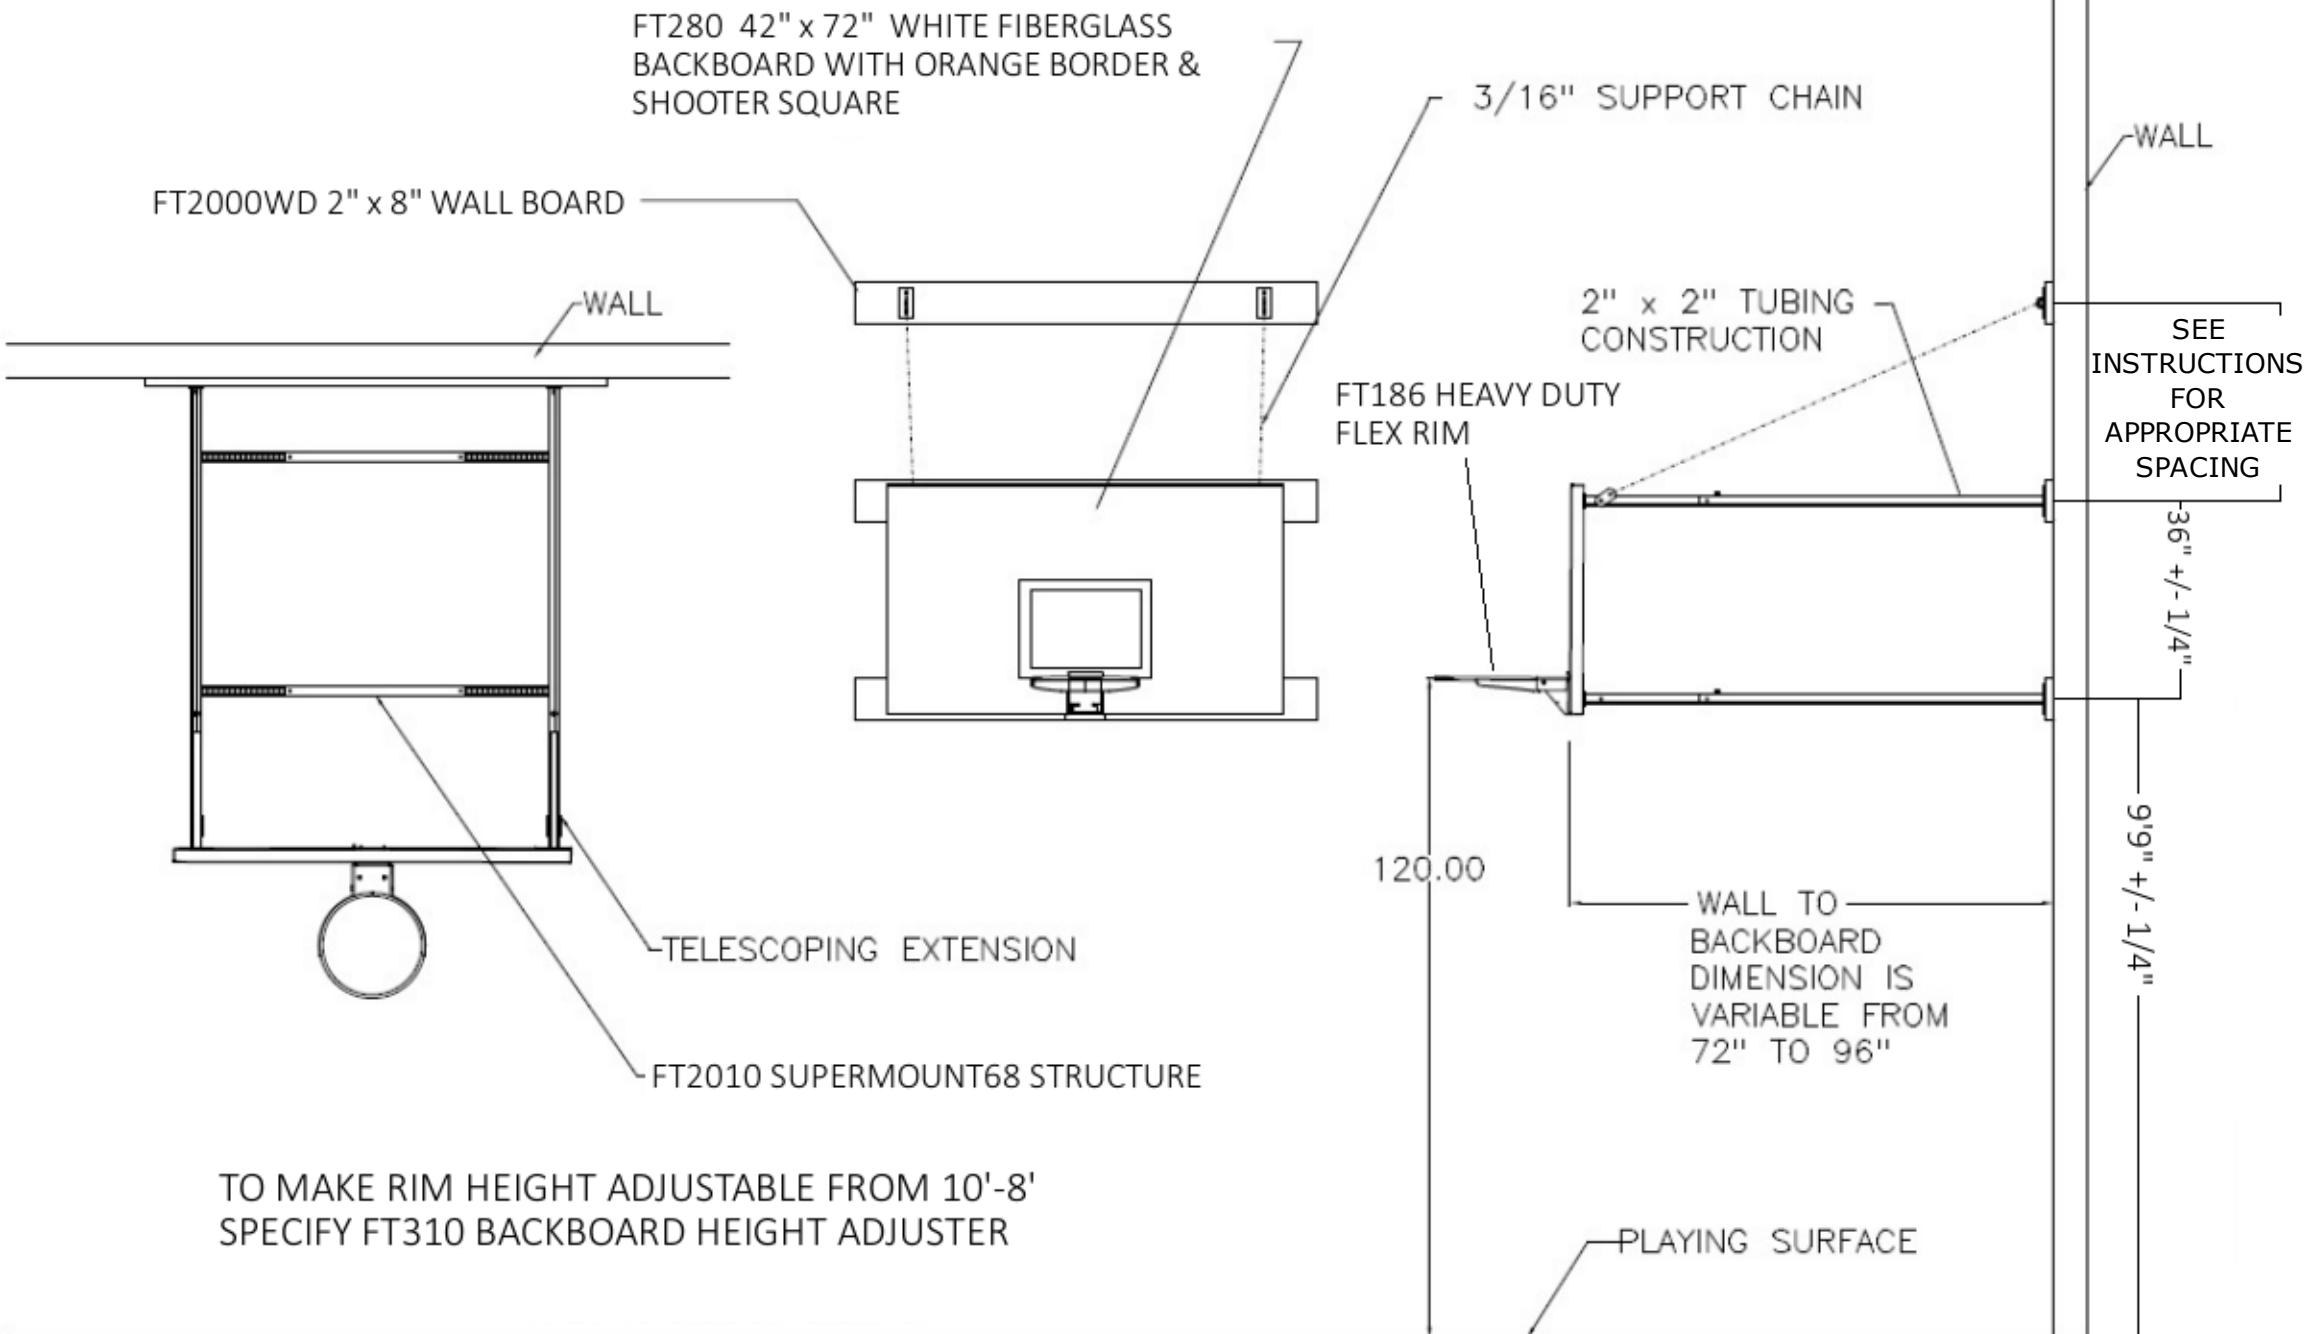 FT280 42" x 72" WHITE FIBERGLASS
BACKBOARD WITH ORANGE BORDER &
SHOOTER SQUARE
3/16" SUPPORT CHAIN
WALL
FT2000WD 2" x 8" WALL BOARD
WALL
2" x 2" TUBING
CONSTRUCTION
SEE
INSTRUCTIONS
FOR
APPROPRIATE
SPACING
FT186 HEAVY DUTY
FLEX RIM
36" +/- 1/4"
9'9" +/- 1/4"
120.00
WALL TO
BACKBOARD
DIMENSION IS
VARIABLE FROM
72" TO 96"
TELESCOPING EXTENSION
FT2010 SUPERMOUNT68 STRUCTURE
TO MAKE RIM HEIGHT ADJUSTABLE FROM 10'-8'
SPECIFY FT310 BACKBOARD HEIGHT ADJUSTER
PLAYING SURFACE